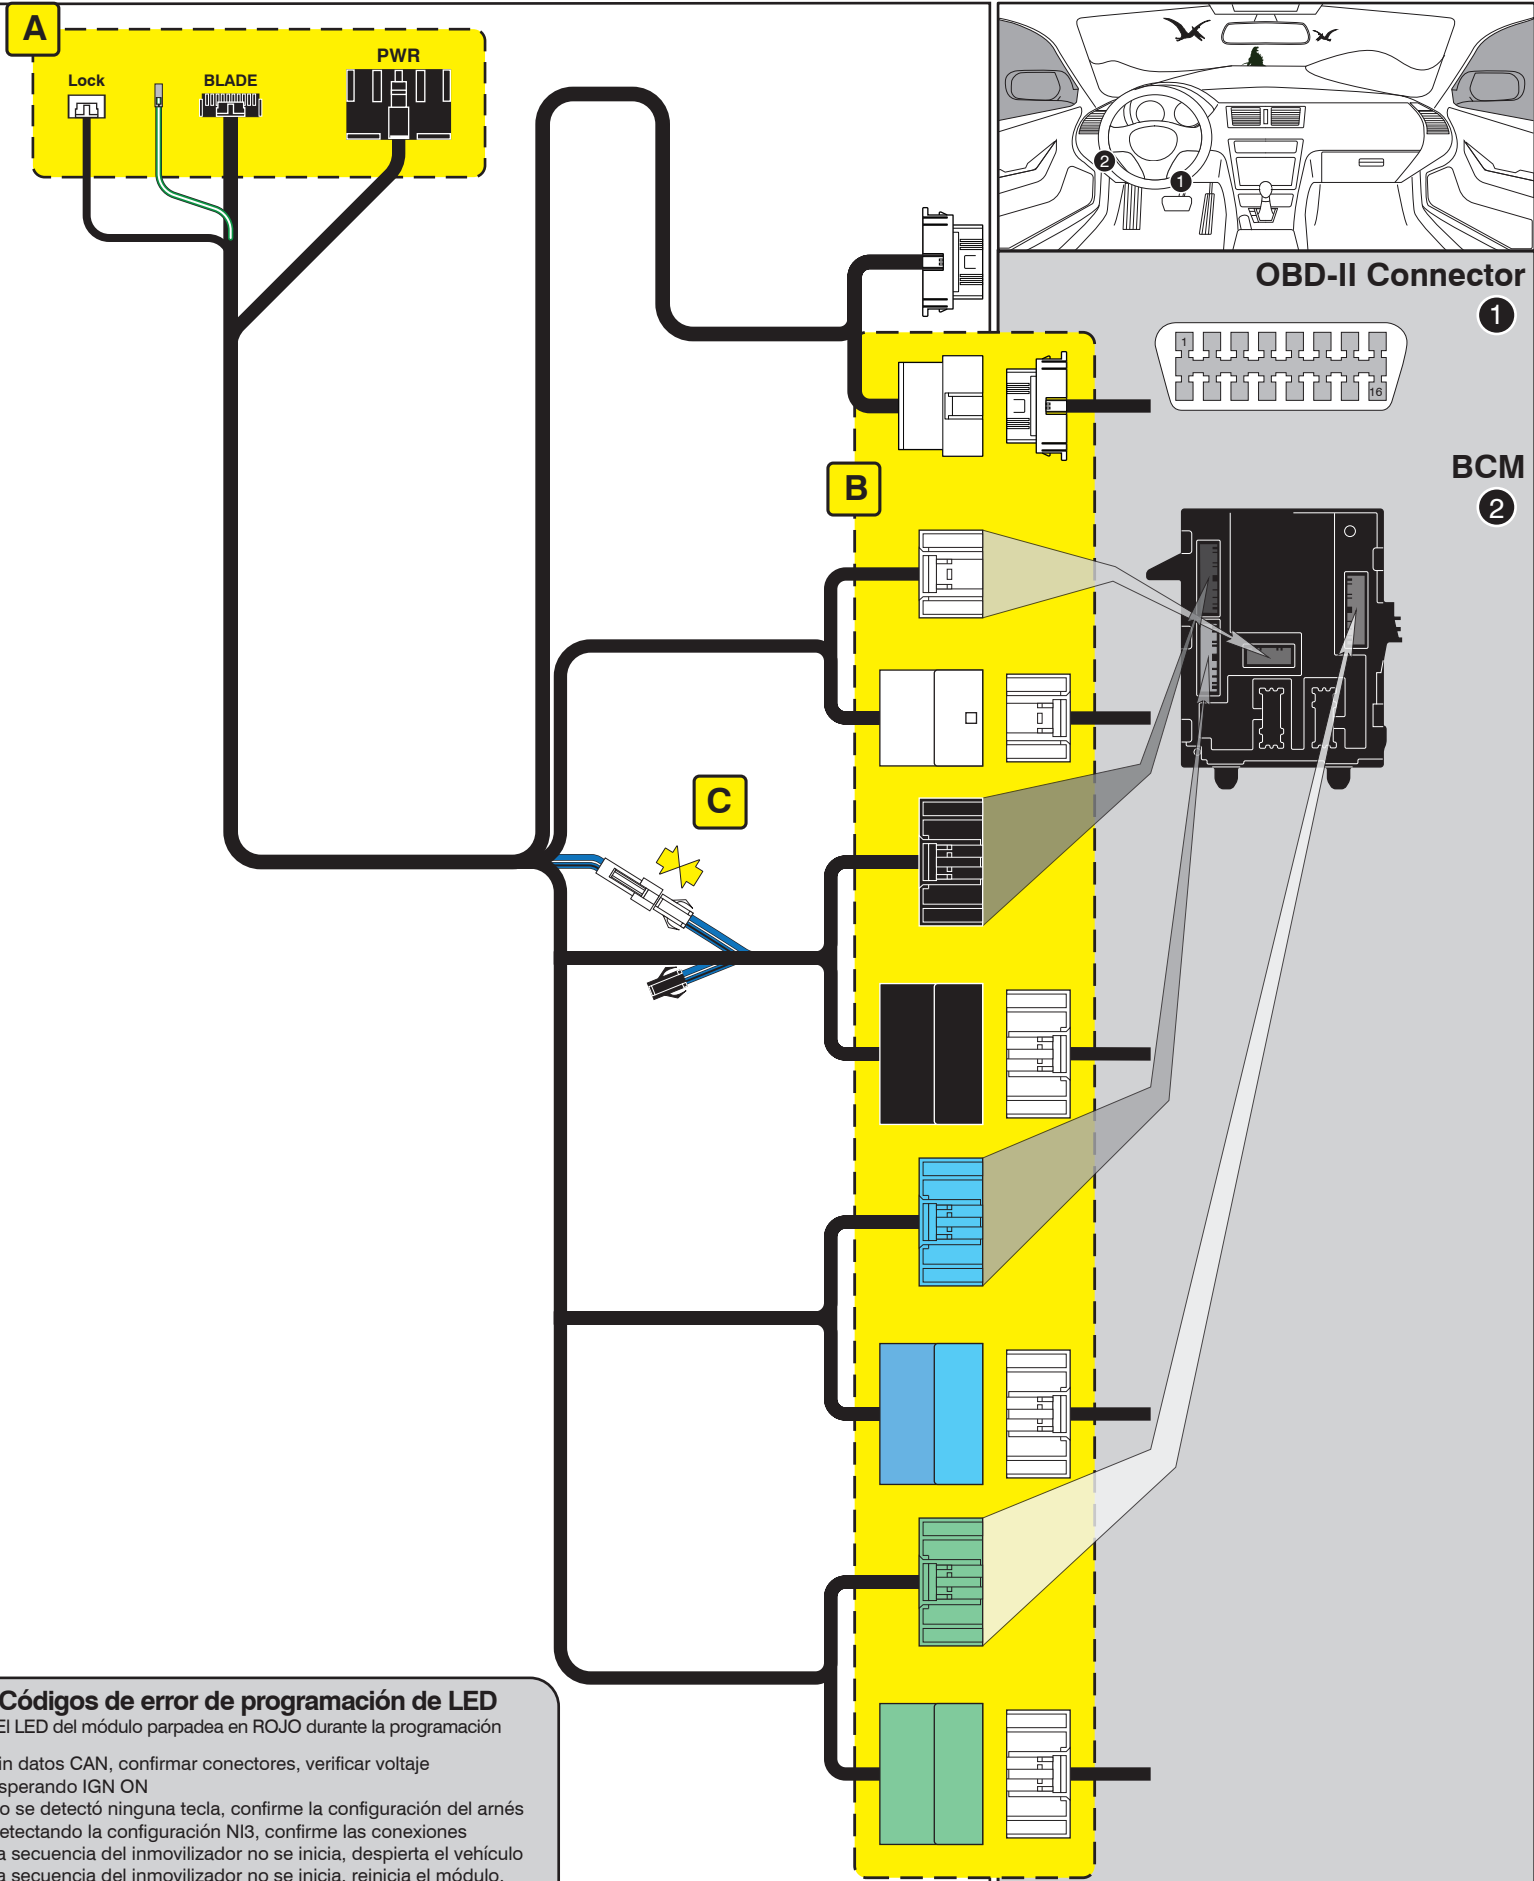 A
Lock
BLADE
PWR
2
1
OBD-II Connector
1
1
16
BCM
2
B
C
Códigos de error de programación de LED
El LED del módulo parpadea en ROJO durante la programación
in datos CAN, confirmar conectores, verificar voltaje
sperando IGN ON
o se detectó ninguna tecla, confirme la configuración del arnés
etectando la configuración NI3, confirme las conexiones
a secuencia del inmovilizador no se inicia, despierta el vehículo
a secuencia del inmovilizador no se inicia, reinicia el módulo.